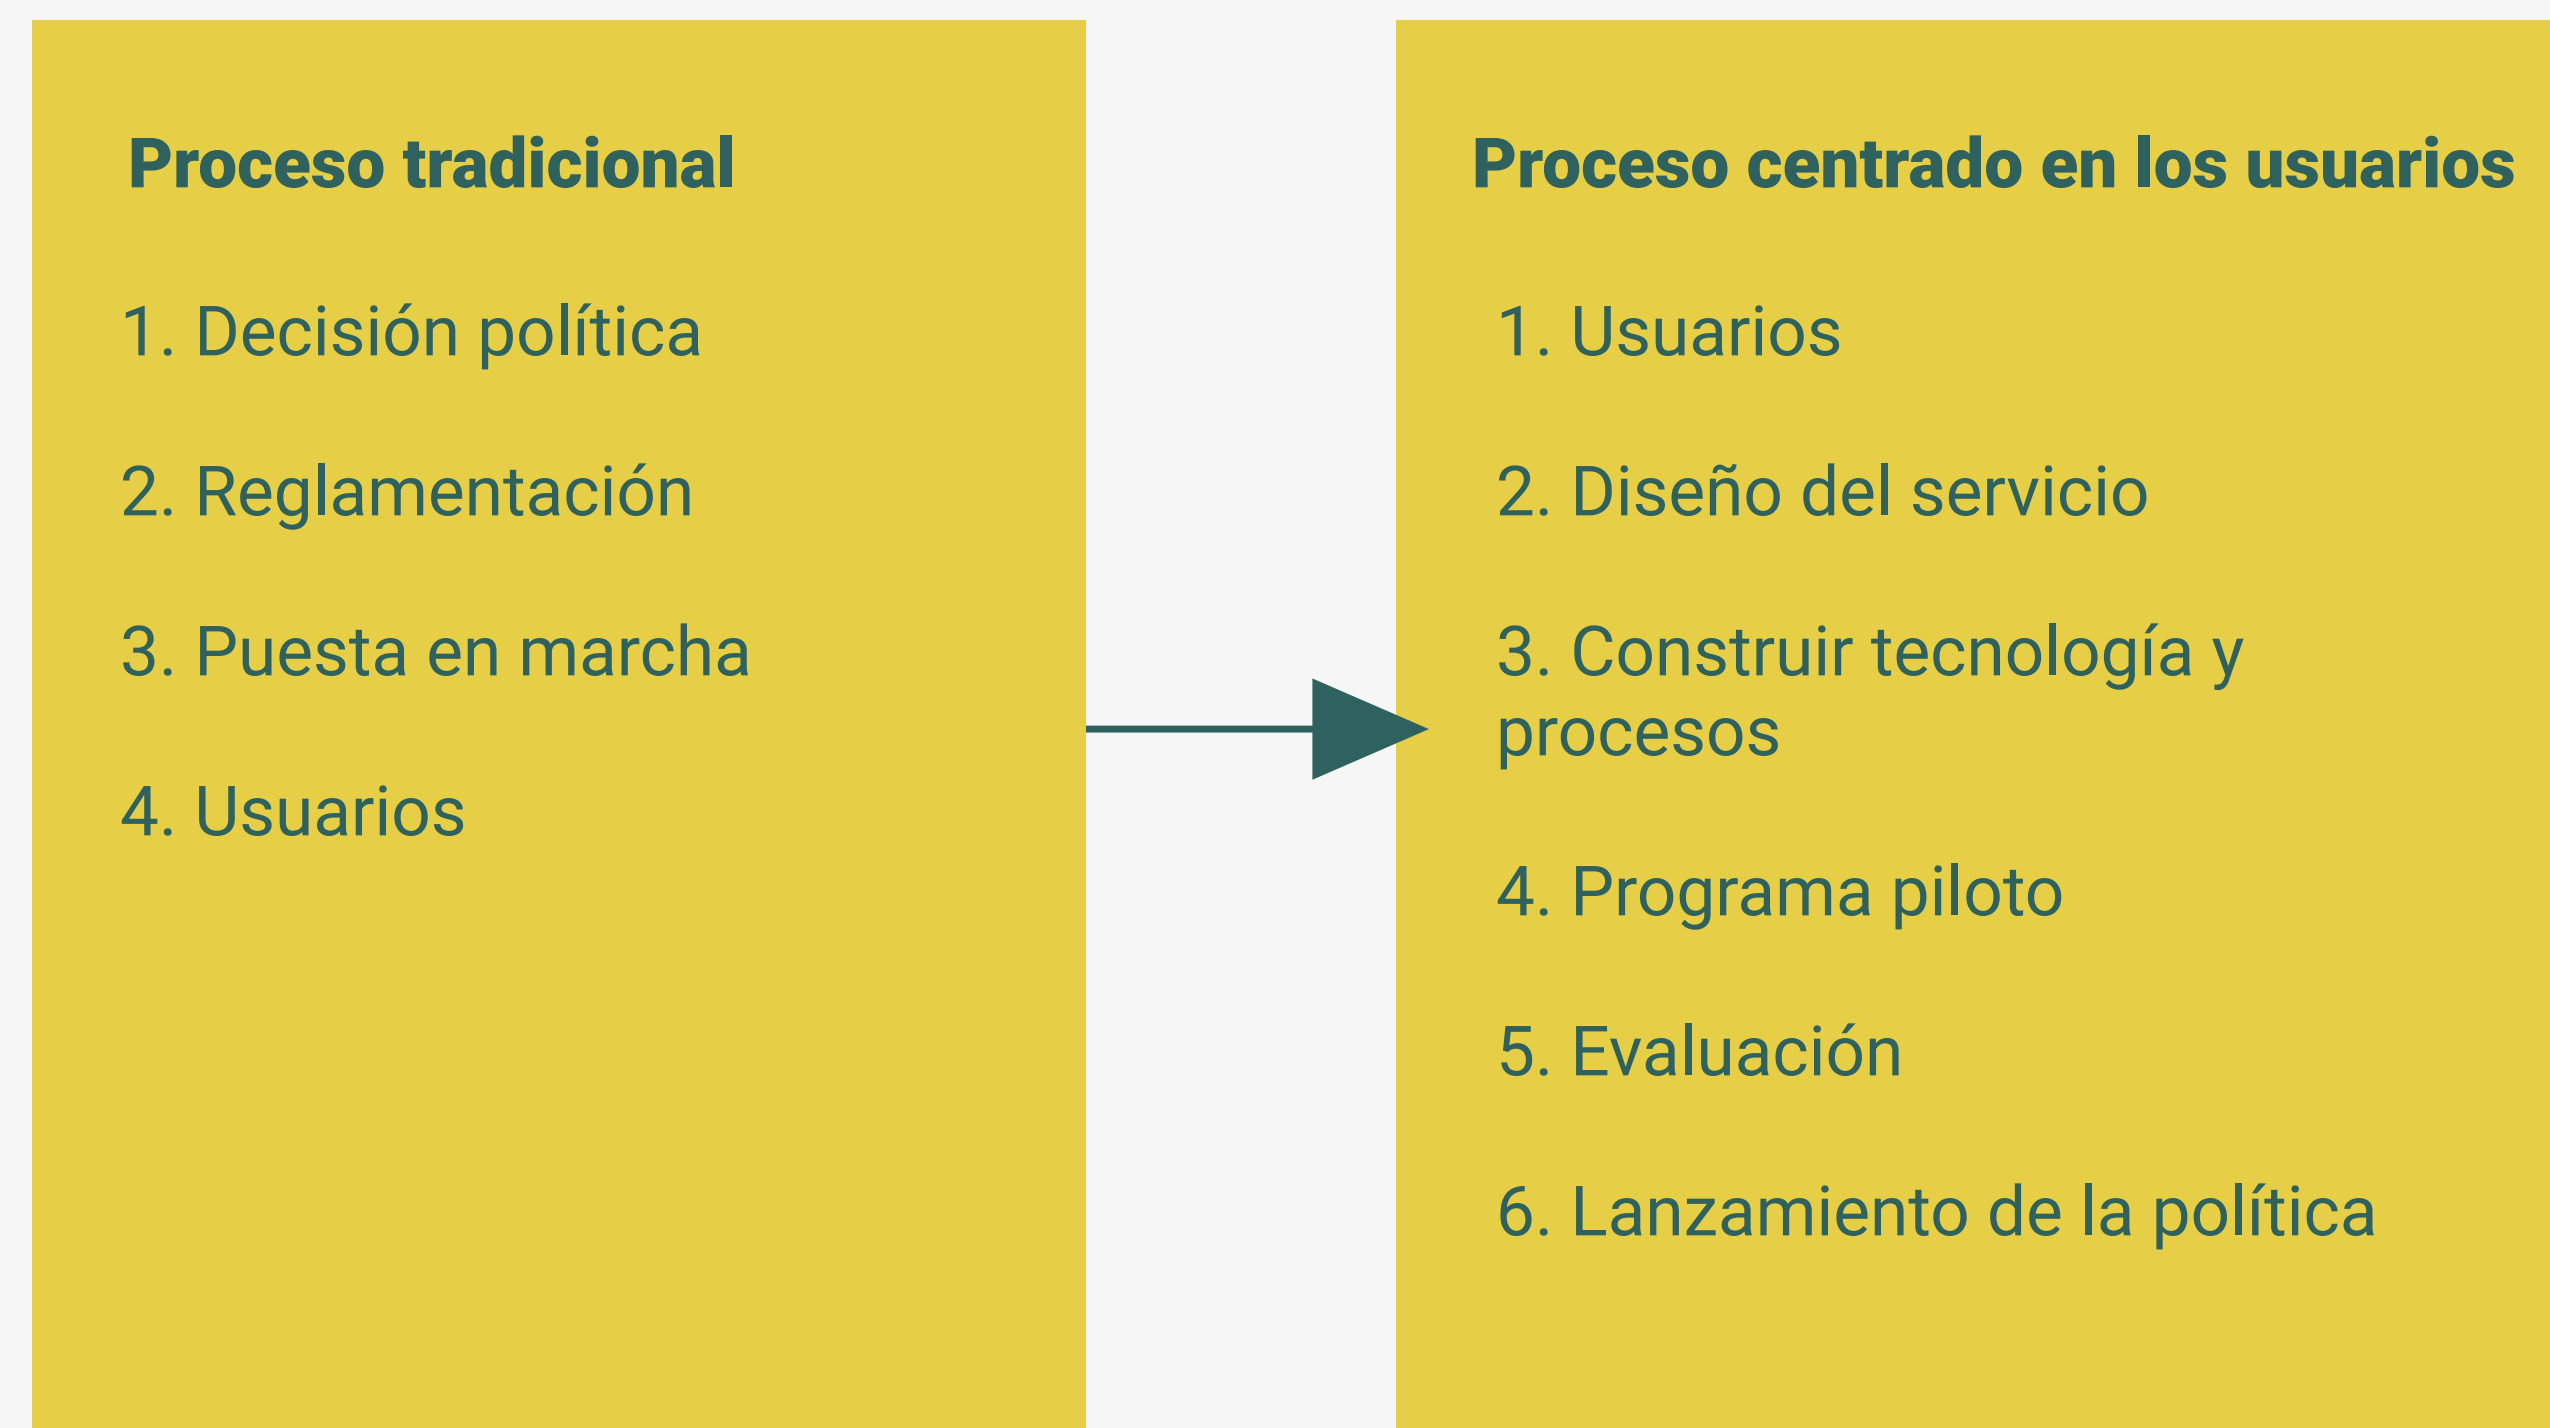 Proceso tradicional
1. Decisión política
2. Reglamentación
3. Puesta en marcha
4. Usuarios
Proceso centrado en los usuarios
1. Usuarios
2. Diseño del servicio
3. Construir tecnología y
procesos
4. Programa piloto
5. Evaluación
6. Lanzamiento de la política